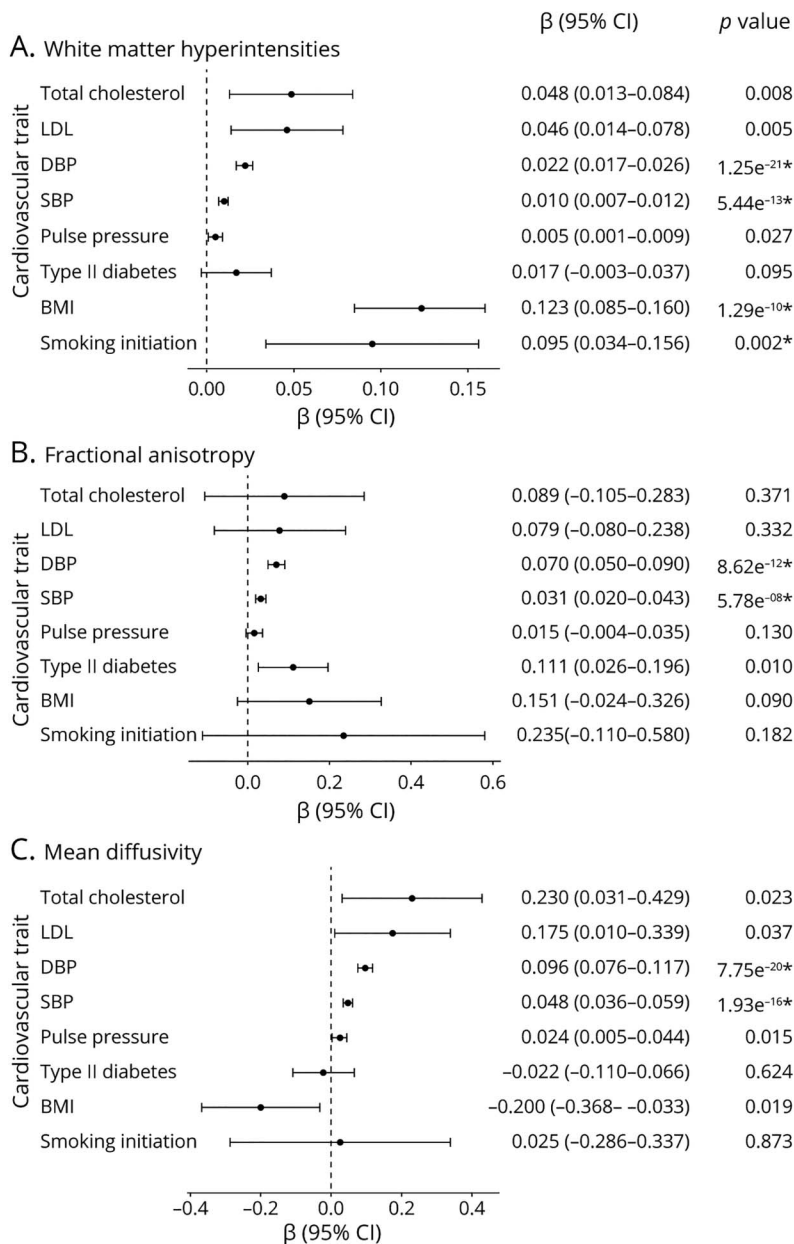 β (95% CI) p value
A. White matter hyperintensities
Cardiovascular trait
Total cholesterol 0.048 (0.013–0.084) 0.008
LDL 0.046 (0.014–0.078) 0.005
DBP 0.022 (0.017–0.026) 1.25e⁻²¹*
SBP 0.010 (0.007–0.012) 5.44e⁻¹³*
Pulse pressure 0.005 (0.001–0.009) 0.027
Type II diabetes 0.017 (–0.003–0.037) 0.095
BMI 0.123 (0.085–0.160) 1.29e⁻¹⁰*
Smoking initiation 0.095 (0.034–0.156) 0.002*
0.00 0.05 0.10 0.15
β (95% CI)
B. Fractional anisotropy
Cardiovascular trait
Total cholesterol 0.089 (–0.105–0.283) 0.371
LDL 0.079 (–0.080–0.238) 0.332
DBP 0.070 (0.050–0.090) 8.62e⁻¹²*
SBP 0.031 (0.020–0.043) 5.78e⁻⁰⁸*
Pulse pressure 0.015 (–0.004–0.035) 0.130
Type II diabetes 0.111 (0.026–0.196) 0.010
BMI 0.151 (–0.024–0.326) 0.090
Smoking initiation 0.235(–0.110–0.580) 0.182
0.0 0.2 0.4 0.6
β (95% CI)
C. Mean diffusivity
Cardiovascular trait
Total cholesterol 0.230 (0.031–0.429) 0.023
LDL 0.175 (0.010–0.339) 0.037
DBP 0.096 (0.076–0.117) 7.75e⁻²⁰*
SBP 0.048 (0.036–0.059) 1.93e⁻¹⁶*
Pulse pressure 0.024 (0.005–0.044) 0.015
Type II diabetes –0.022 (–0.110–0.066) 0.624
BMI –0.200 (–0.368– –0.033) 0.019
Smoking initiation 0.025 (–0.286–0.337) 0.873
–0.4 –0.2 0.0 0.2 0.4
β (95% CI)